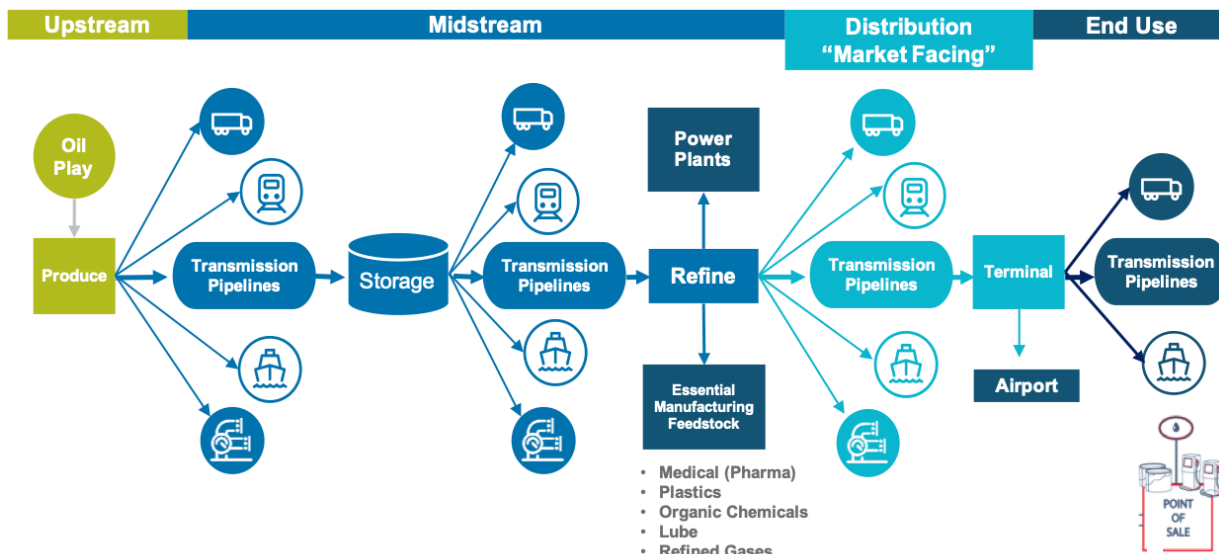 Upstream
Midstream
Distribution
“Market Facing”
End Use
Oil
Play
Produce
Transmission
Pipelines
Storage
Transmission
Pipelines
Power
Plants
Refine
Essential
Manufacturing
Feedstock
• Medical (Pharma)
• Plastics
• Organic Chemicals
• Lube
• Refined Gases
Transmission
Pipelines
Terminal
Airport
Transmission
Pipelines
POINT
OF
SALE